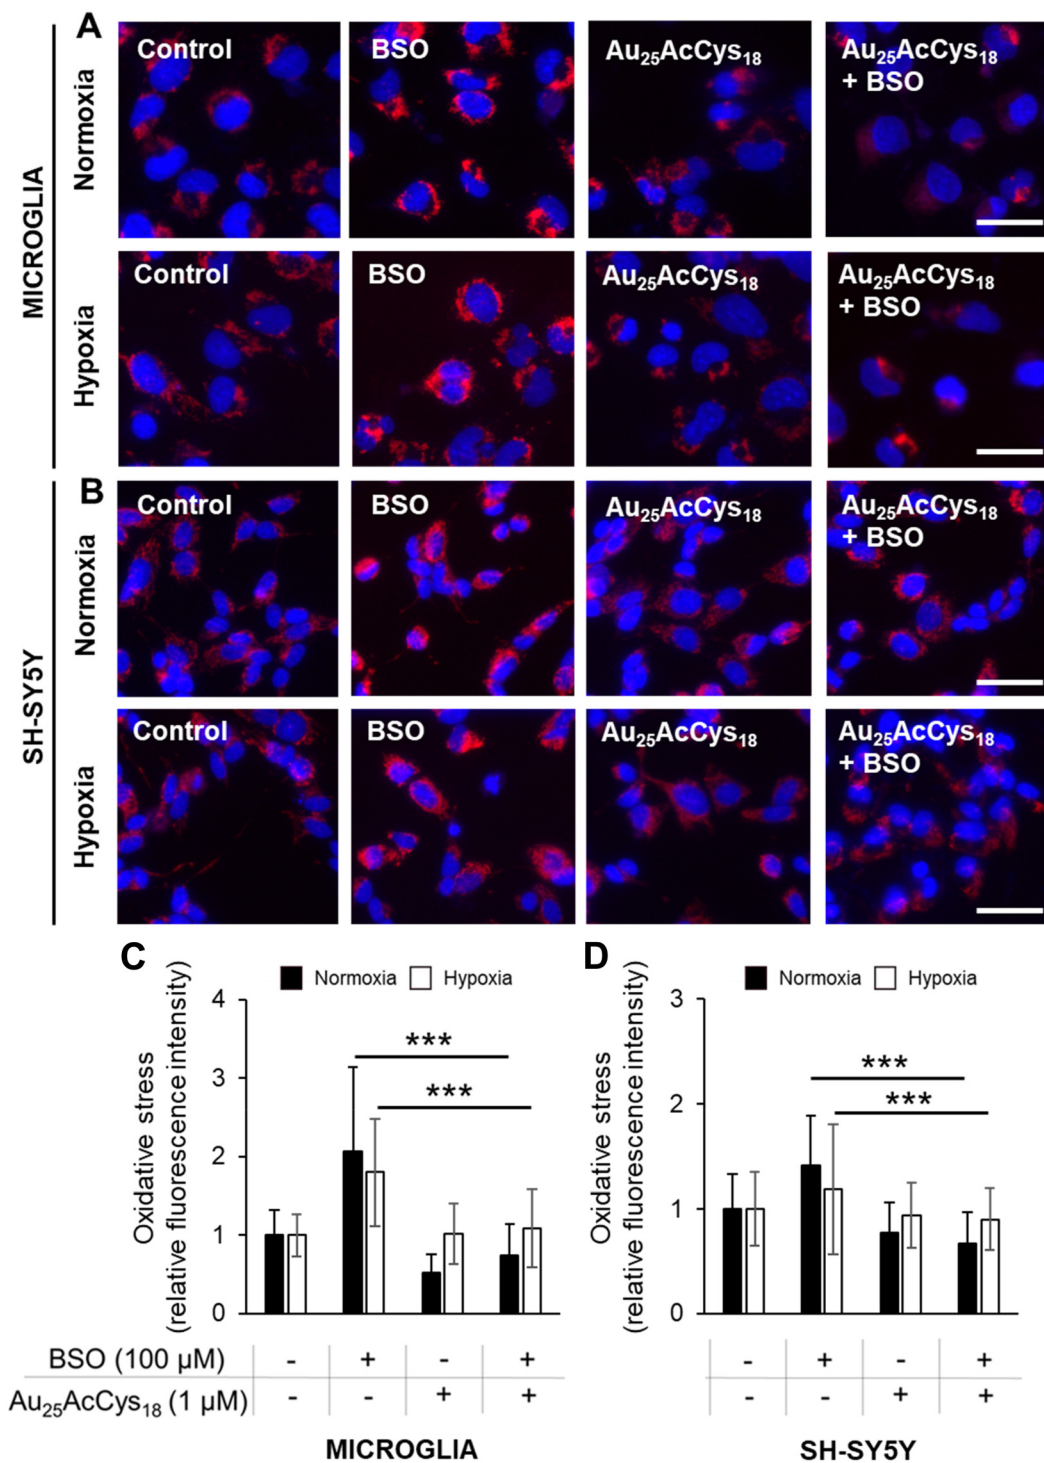 A
MICROGLIA
Normoxia
Control
BSO
Au₂₅AcCys₁₈
Au₂₅AcCys₁₈
+ BSO
Hypoxia
Control
BSO
Au₂₅AcCys₁₈
Au₂₅AcCys₁₈
+ BSO
B
SH-SY5Y
Normoxia
Control
BSO
Au₂₅AcCys₁₈
Au₂₅AcCys₁₈
+ BSO
Hypoxia
Control
BSO
Au₂₅AcCys₁₈
Au₂₅AcCys₁₈
+ BSO
C
Normoxia Hypoxia
Oxidative stress
(relative fluorescence intensity)
4
3
2
1
0
***
***
D
Normoxia Hypoxia
Oxidative stress
(relative fluorescence intensity)
3
2
1
0
***
***
BSO (100 µM) - + - + - + - +
Au₂₅AcCys₁₈ (1 µM) - - + + - - + +
MICROGLIA
SH-SY5Y